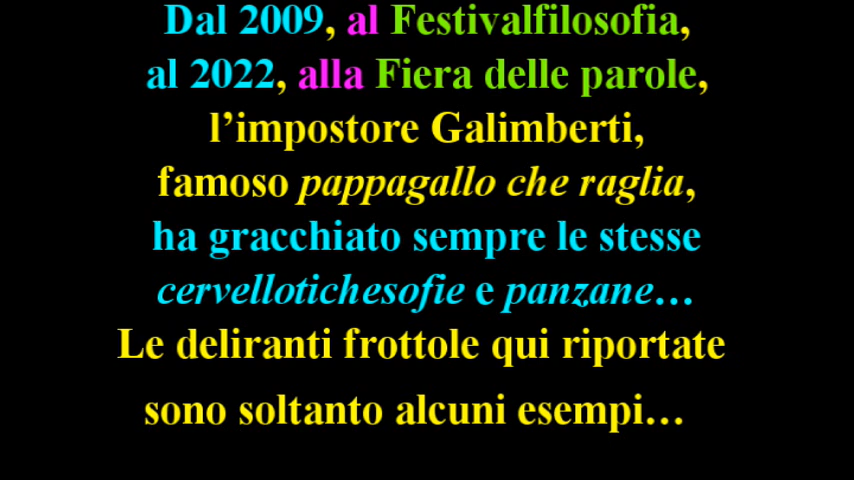 Dal 2009, al Festivalfilosofia,
al 2022, alla Fiera delle parole,
l’impostore Galimberti,
famoso pappagallo che raglia,
ha gracchiato sempre le stesse
cervellotichesofie e panzane…
Le deliranti frottole qui riportate
sono soltanto alcuni esempi…